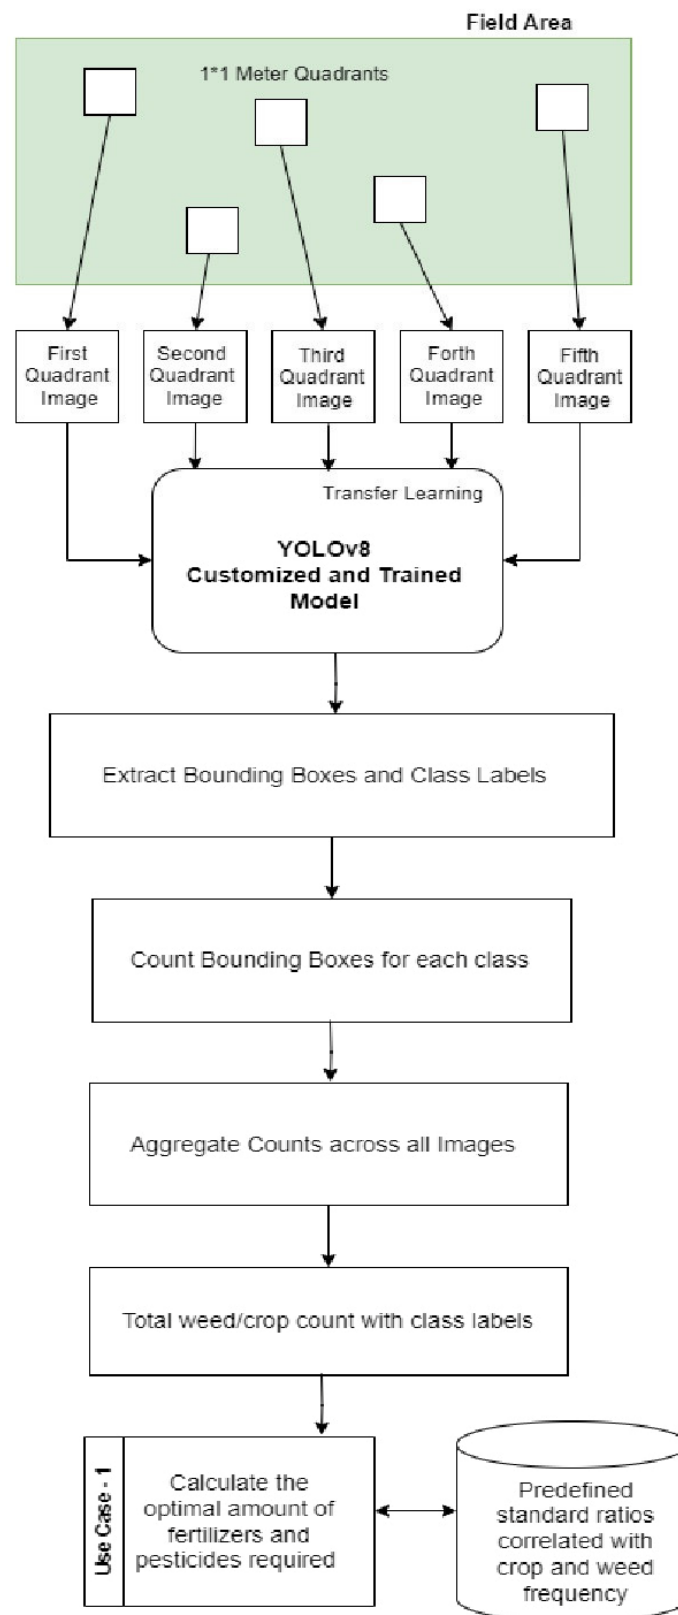 Field Area
1*1 Meter Quadrants
First
Quadrant
Image
Second
Quadrant
Image
Third
Quadrant
Image
Forth
Quadrant
Image
Fifth
Quadrant
Image
Transfer Learning
YOLOv8
Customized and Trained
Model
Extract Bounding Boxes and Class Labels
Count Bounding Boxes for each class
Aggregate Counts across all Images
Total weed/crop count with class labels
Use Case - 1
Calculate the
optimal amount of
fertilizers and
pesticides required
Predefined
standard ratios
correlated with
crop and weed
frequency